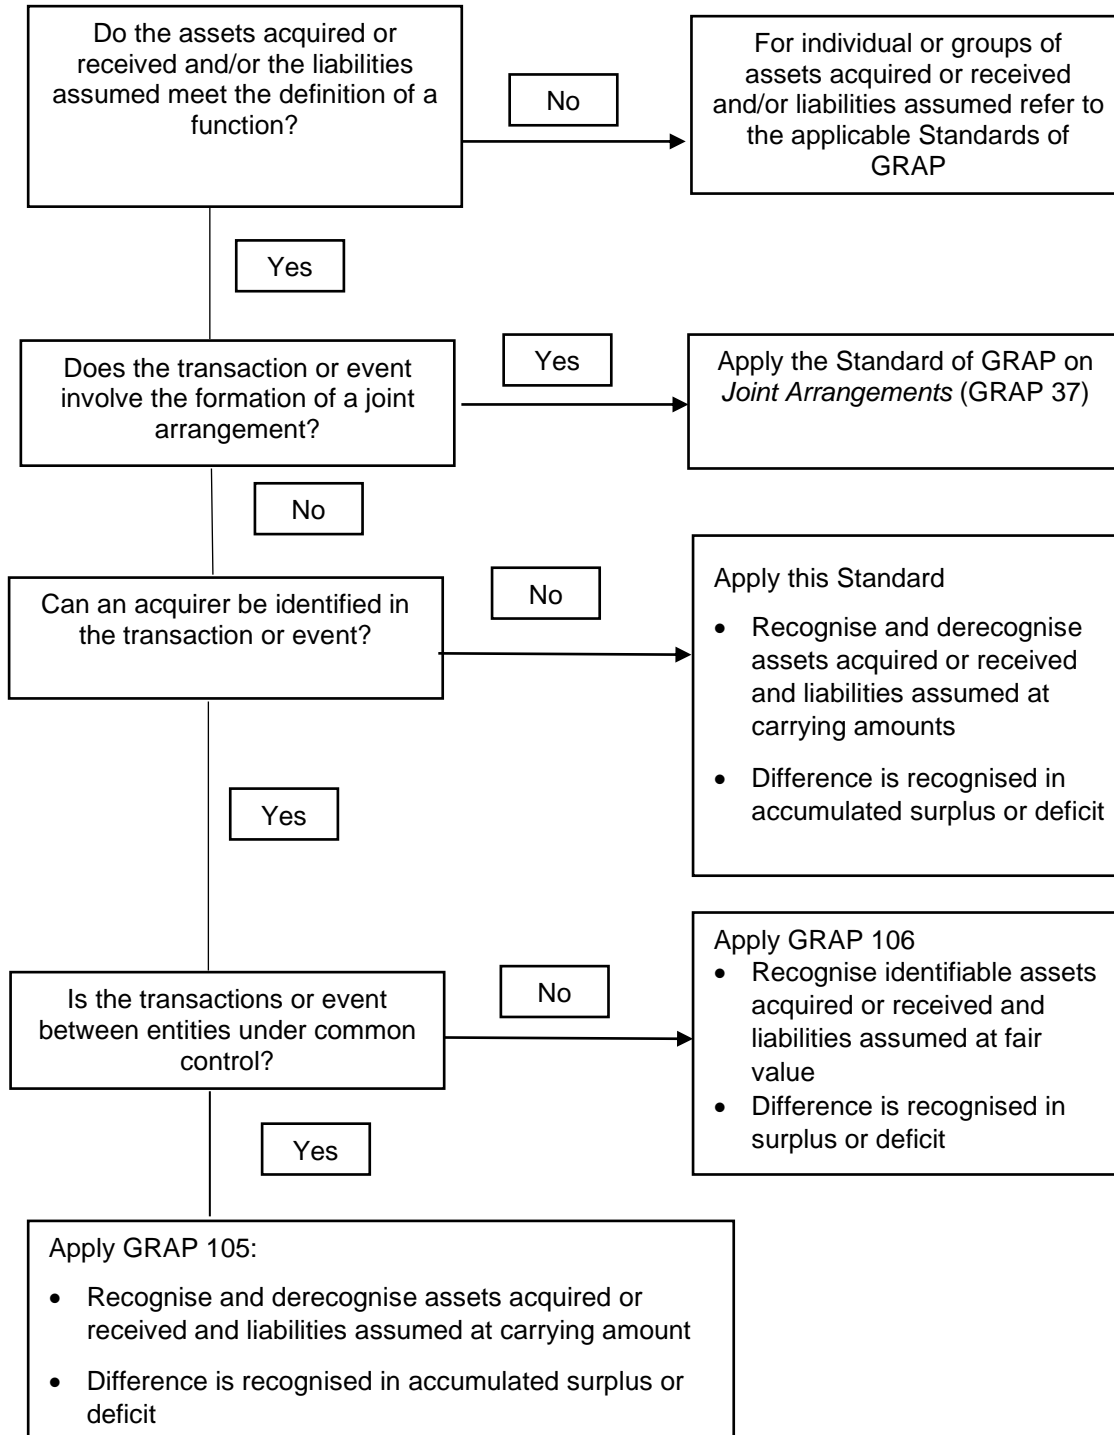 Do the assets acquired or
received and/or the liabilities
assumed meet the definition of a
function?
No
For individual or groups of
assets acquired or received
and/or liabilities assumed refer to
the applicable Standards of
GRAP
Yes
Does the transaction or event
involve the formation of a joint
arrangement?
Yes
Apply the Standard of GRAP on
Joint Arrangements (GRAP 37)
No
Can an acquirer be identified in
the transaction or event?
No
Apply this Standard
• Recognise and derecognise
assets acquired or received
and liabilities assumed at
carrying amounts
• Difference is recognised in
accumulated surplus or deficit
Yes
Is the transactions or event
between entities under common
control?
No
Apply GRAP 106
• Recognise identifiable assets
acquired or received and
liabilities assumed at fair
value
• Difference is recognised in
surplus or deficit
Yes
Apply GRAP 105:
• Recognise and derecognise assets acquired or
received and liabilities assumed at carrying amount
• Difference is recognised in accumulated surplus or
deficit